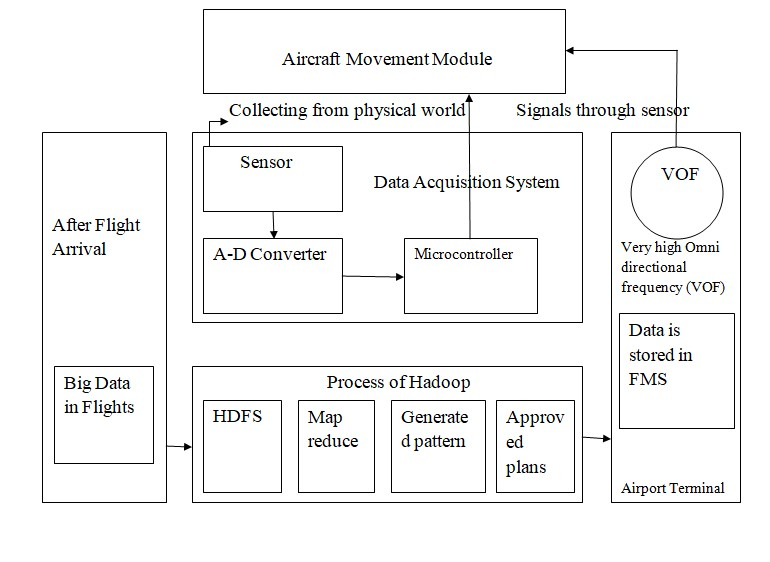 Aircraft Movement Module
Collecting from physical world
Signals through sensor
After Flight
Arrival
Big Data
in Flights
Sensor
Data Acquisition System
A-D Converter
Microcontroller
Process of Hadoop
HDFS
Map
reduce
Generate
d pattern
Approv
ed
plans
VOF
Very high Omni
directional
frequency (VOF)
Data is
stored in
FMS
Airport Terminal